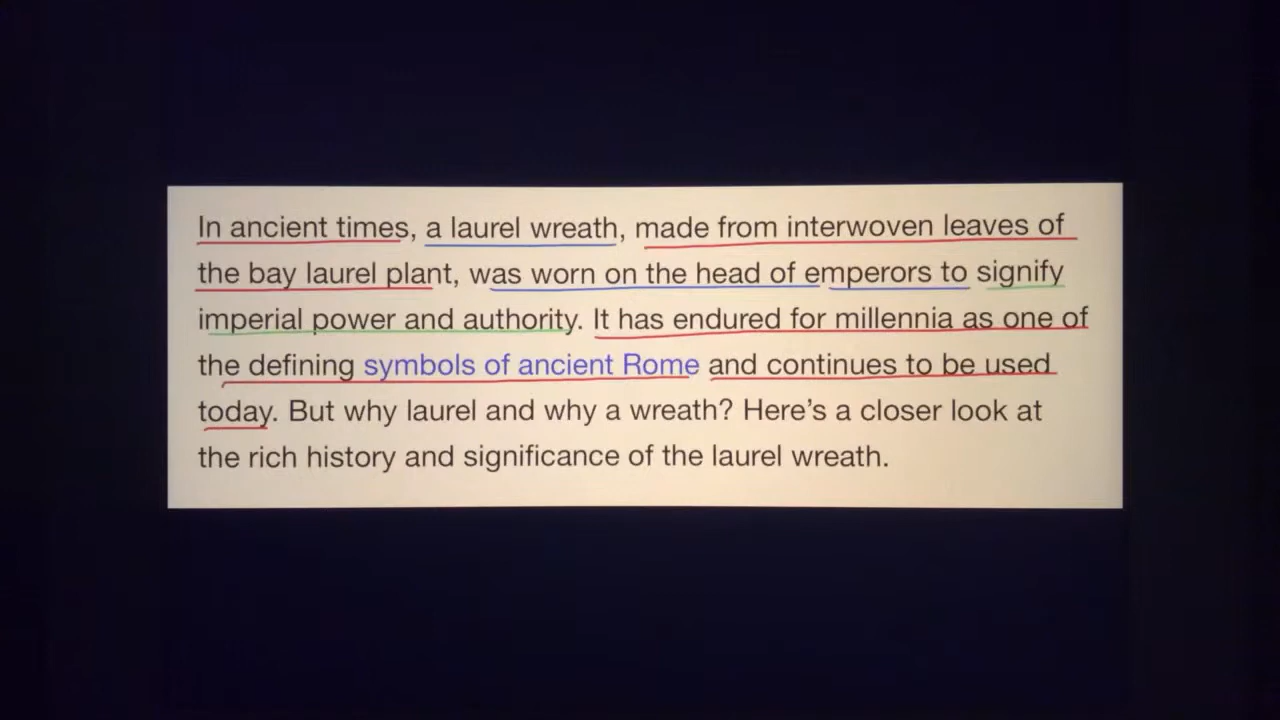 In ancient times, a laurel wreath, made from interwoven leaves of
the bay laurel plant, was worn on the head of emperors to signify
imperial power and authority. It has endured for millennia as one of
the defining symbols of ancient Rome and continues to be used
today. But why laurel and why a wreath? Here's a closer look at
the rich history and significance of the laurel wreath.